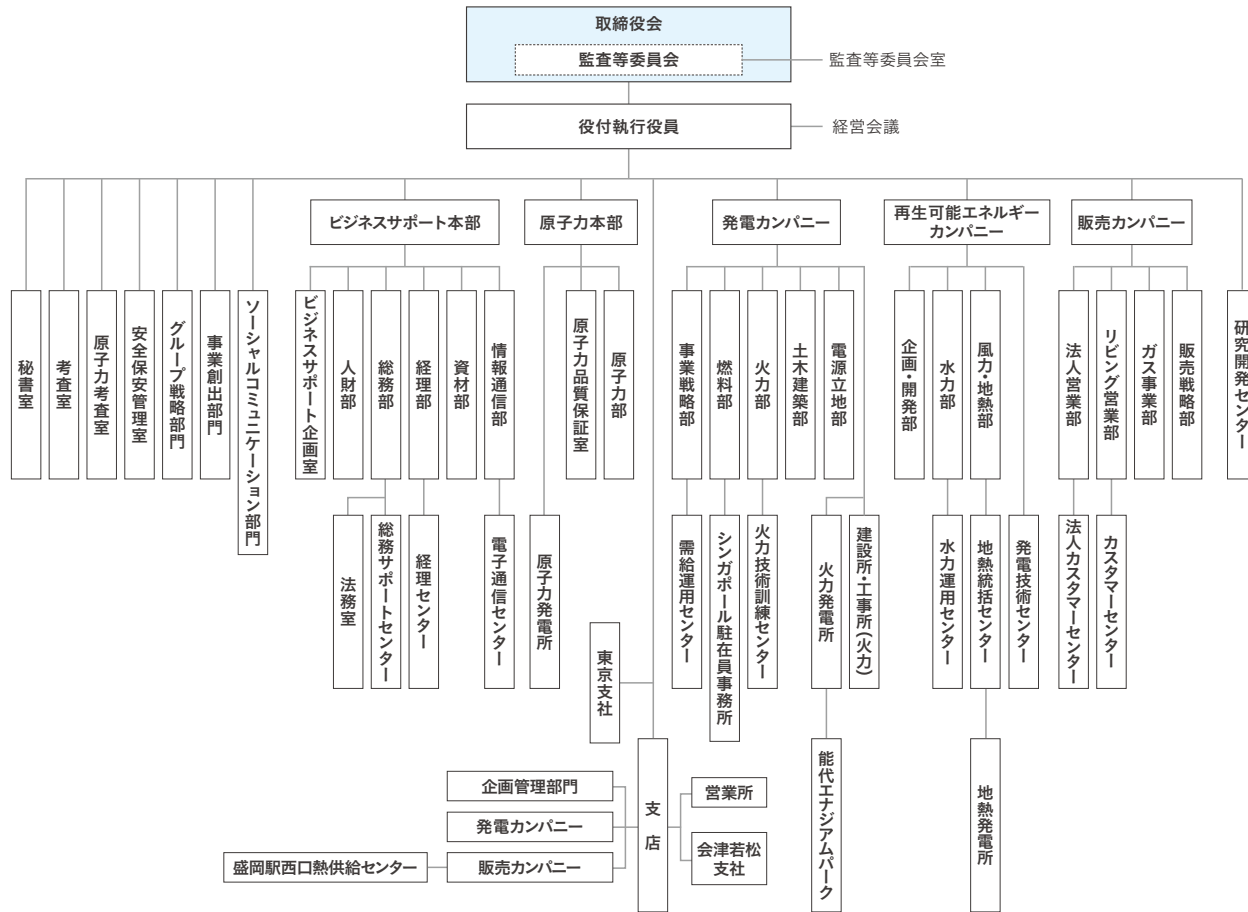 取締役会
監査等委員会
監査等委員会室
役付執行役員
経営会議
ビジネスサポート本部
原子力本部
発電カンパニー
再生可能エネルギー
カンパニー
販売カンパニー
秘書室
考査室
原子力考査室
安全保安管理室
グループ戦略部門
事業創出部門
ソーシャルコミュニケーション部門
ビジネスサポート企画室
人財部
総務部
経理部
資材部
情報通信部
原子力品質保証室
原子力部
事業戦略部
燃料部
火力部
土木建築部
電源立地部
企画・開発部
水力部
風力・地熱部
法人営業部
リビング営業部
ガス事業部
販売戦略部
研究開発センター
法務室
総務サポートセンター
経理センター
電子通信センター
原子力発電所
需給運用センター
シンガポール駐在員事務所
火力技術訓練センター
火力発電所
建設所・工事所(火力)
水力運用センター
地熱統括センター
発電技術センター
法人カスタマーセンター
カスタマーセンター
東京支社
支店
企画管理部門
発電カンパニー
販売カンパニー
盛岡駅西口熱供給センター
営業所
会津若松
支社
能代エナジアムパーク
地熱発電所